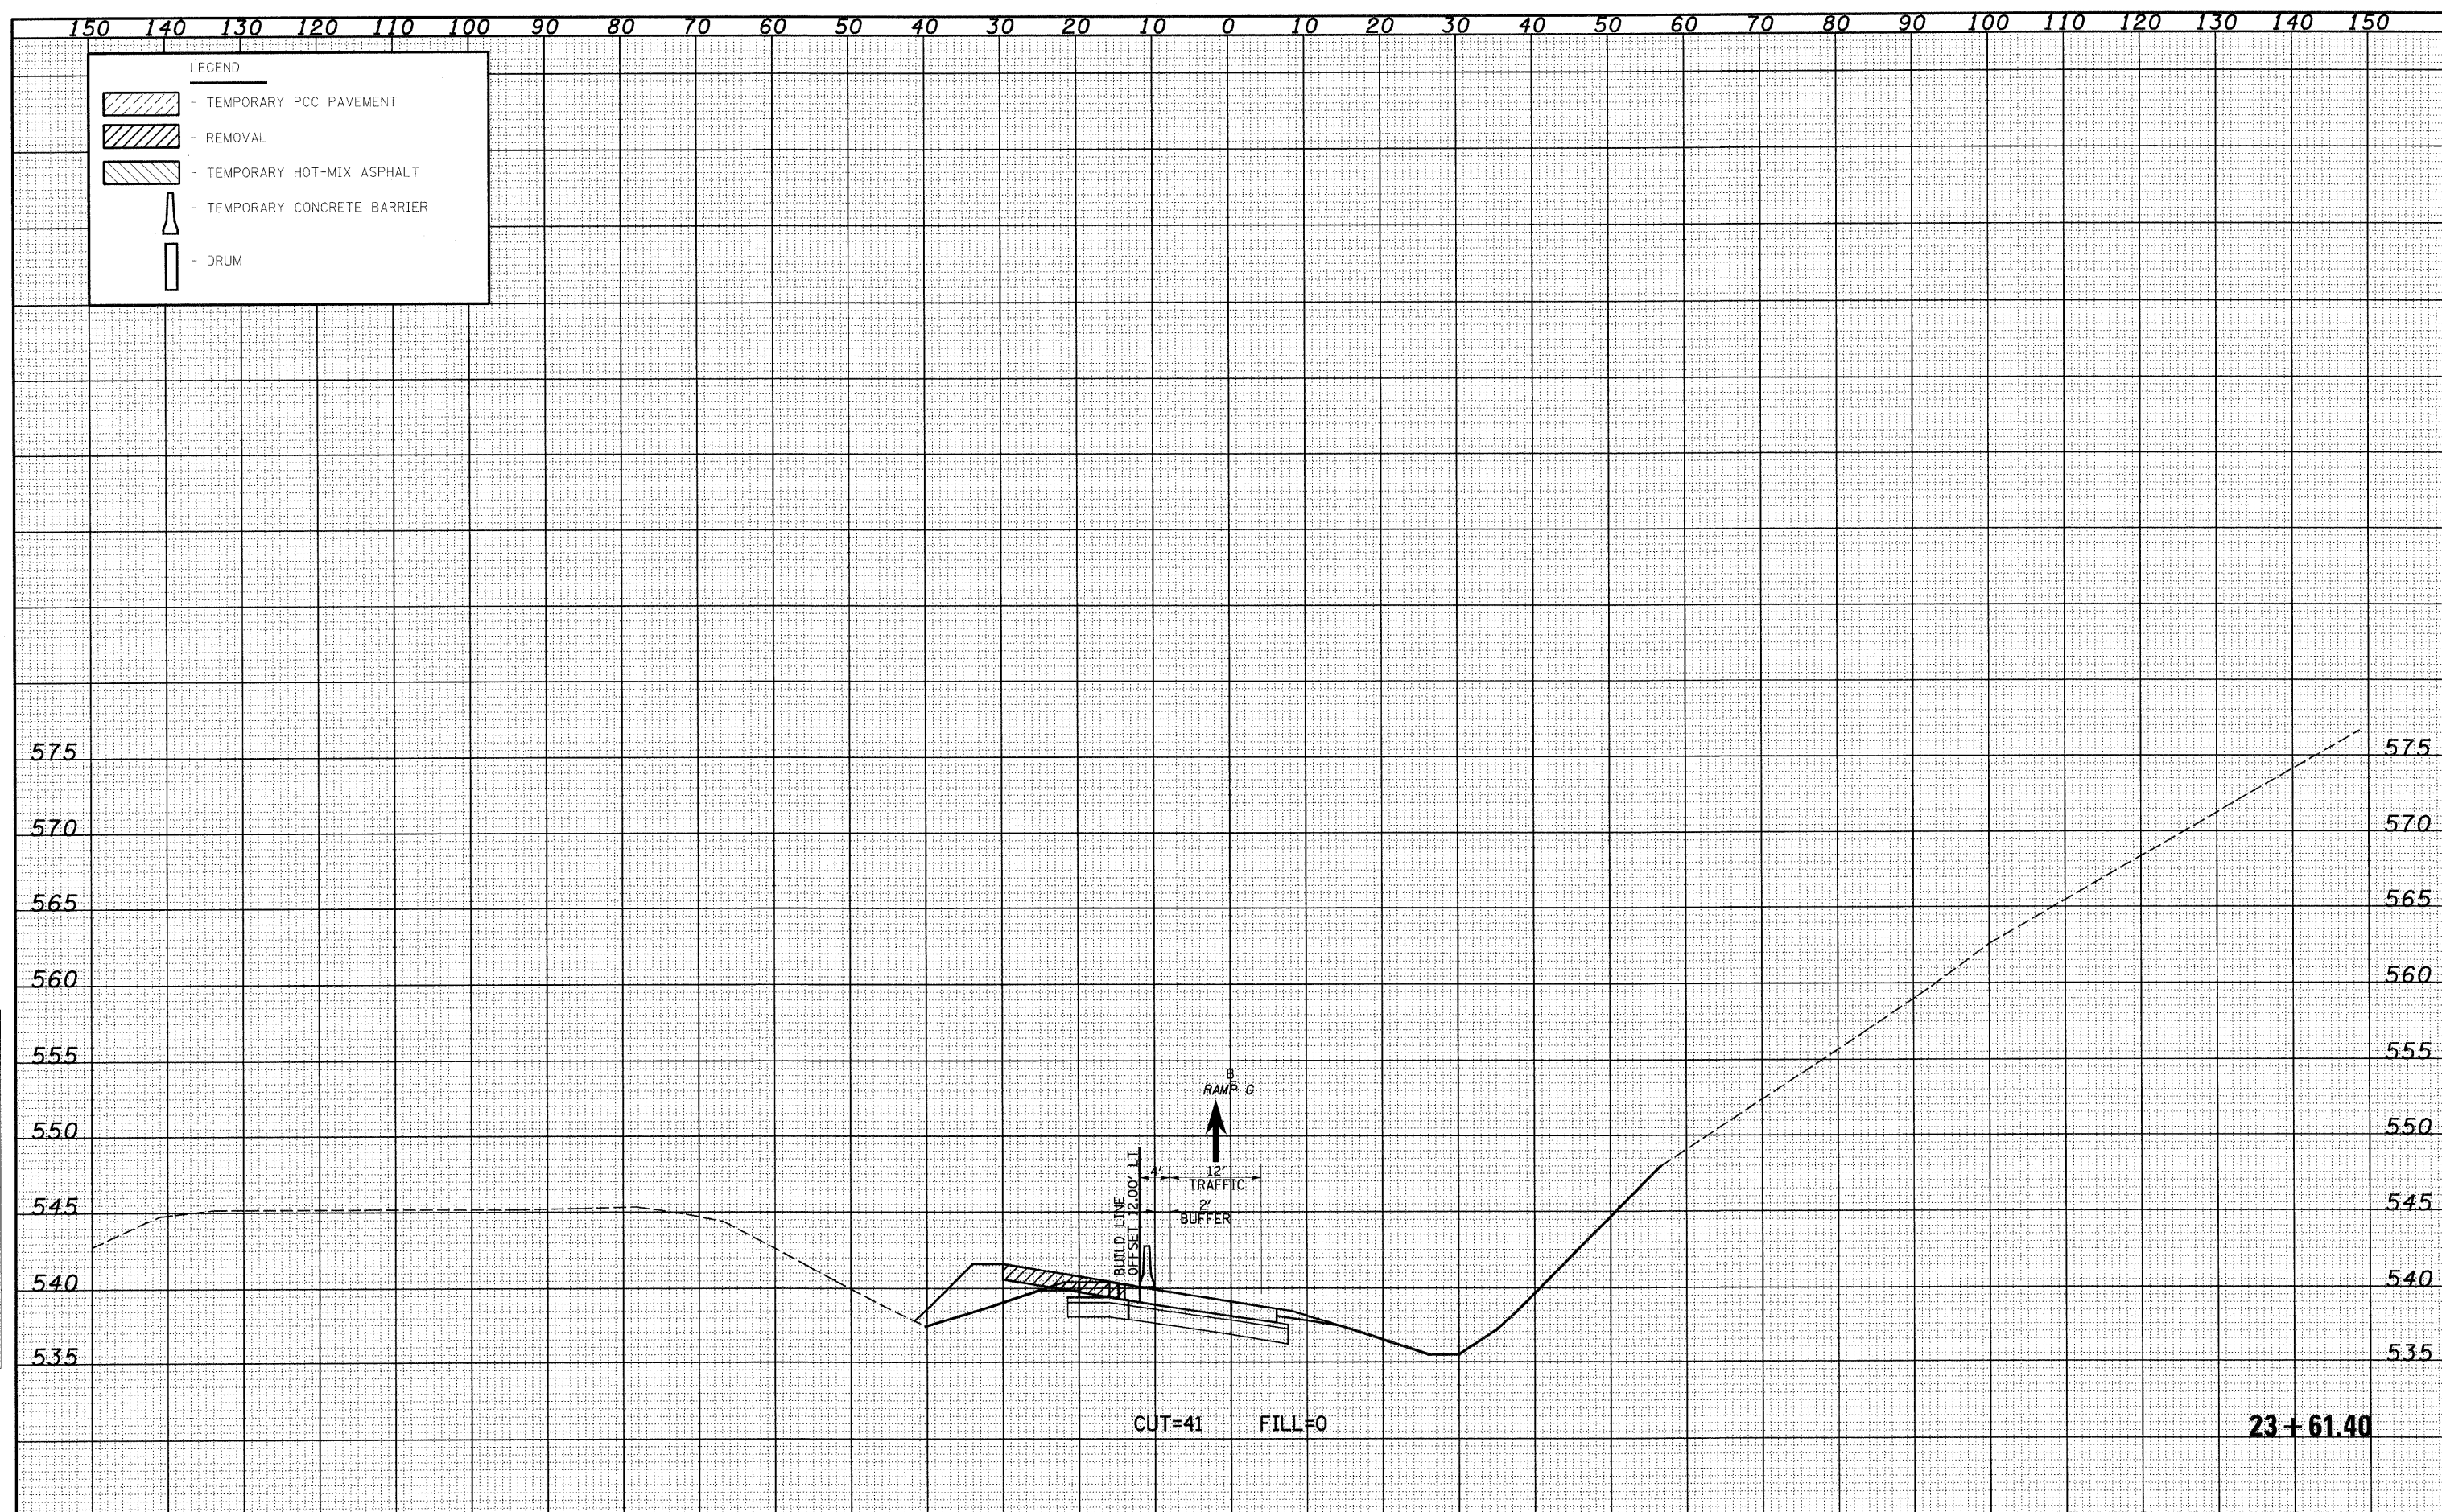 150 140 130 120 100 100 90 80 70 60 50 40 30 20 10 0 10 20 30 40 50 60 70 80 90 100 110 120 130 140 150
LEGEND
- TEMPORARY PCC PAVEMENT
- REMOVAL
- TEMPORARY HOT-MIX ASPHALT
- TEMPORARY CONCRETE BARRIER
- DRUM
575 575
570 570
565 565
560 560
555 555
B
RAMP G
550 550
4' 12'
TRAFFIC
2'
BUFFER
BUILD LINE
OFFSET 12.00' LT
545 545
540 540
535 535
CUT=41 FILL=0
23+61.40